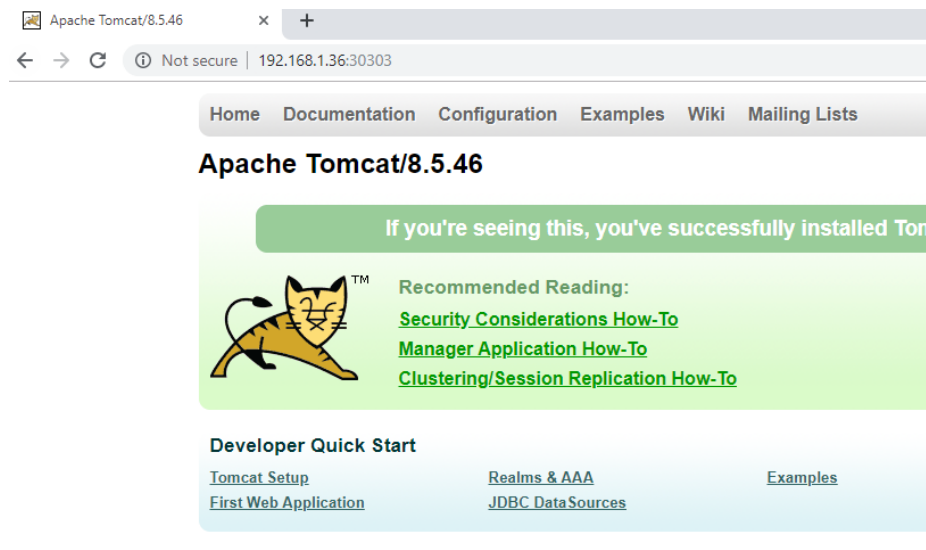 Apache Tomcat/8.5.46
Not secure | 192.168.1.36:30303
Home Documentation Configuration Examples Wiki Mailing Lists
Apache Tomcat/8.5.46
If you're seeing this, you've successfully installed
TM
Recommended Reading:
Security Considerations How-To
Manager Application How-To
Clustering/Session Replication How-To
Developer Quick Start
Tomcat Setup Realms & AAA Examples
First Web Application JDBC DataSources